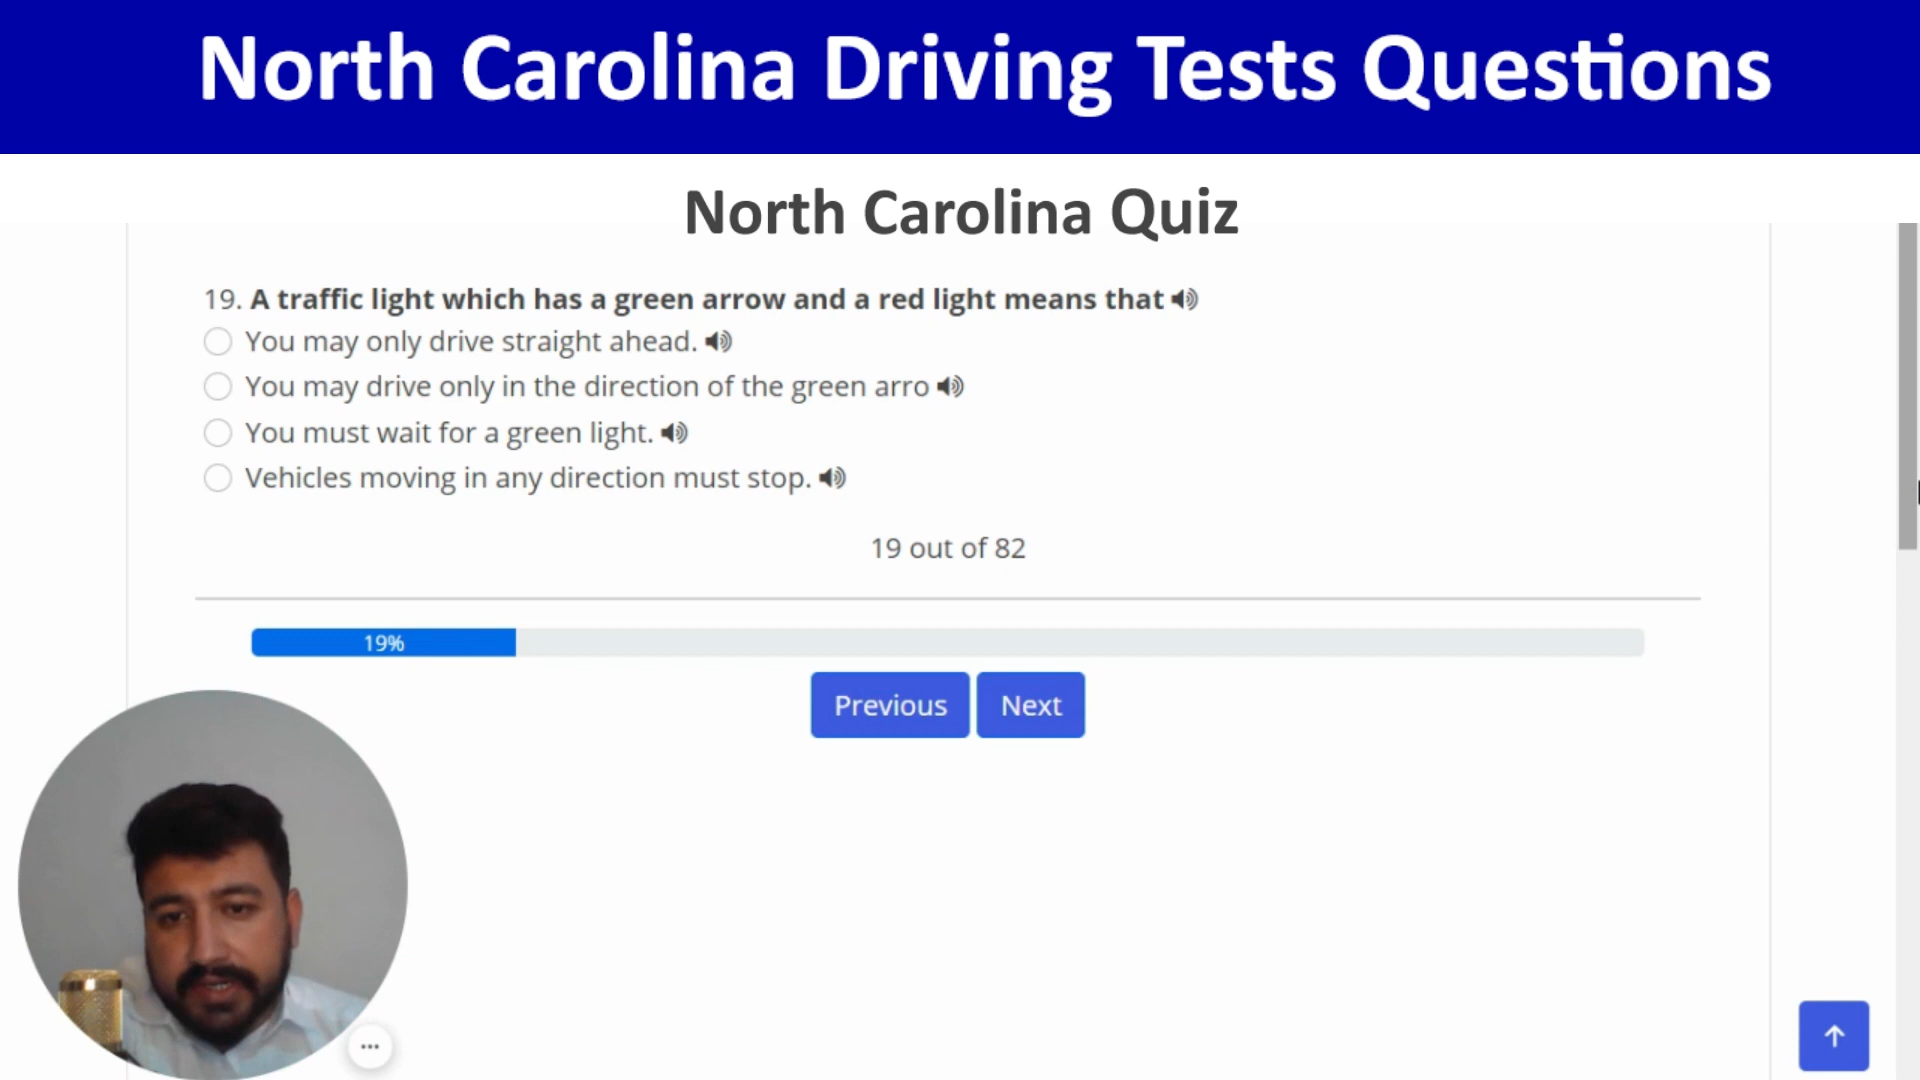 North Carolina Driving Tests Questions
North Carolina Quiz
19. A traffic light which has a green arrow and a red light means that
You may only drive straight ahead.
You may drive only in the direction of the green arro
You must wait for a green light.
Vehicles moving in any direction must stop.
19 out of 82
19%
Previous Next